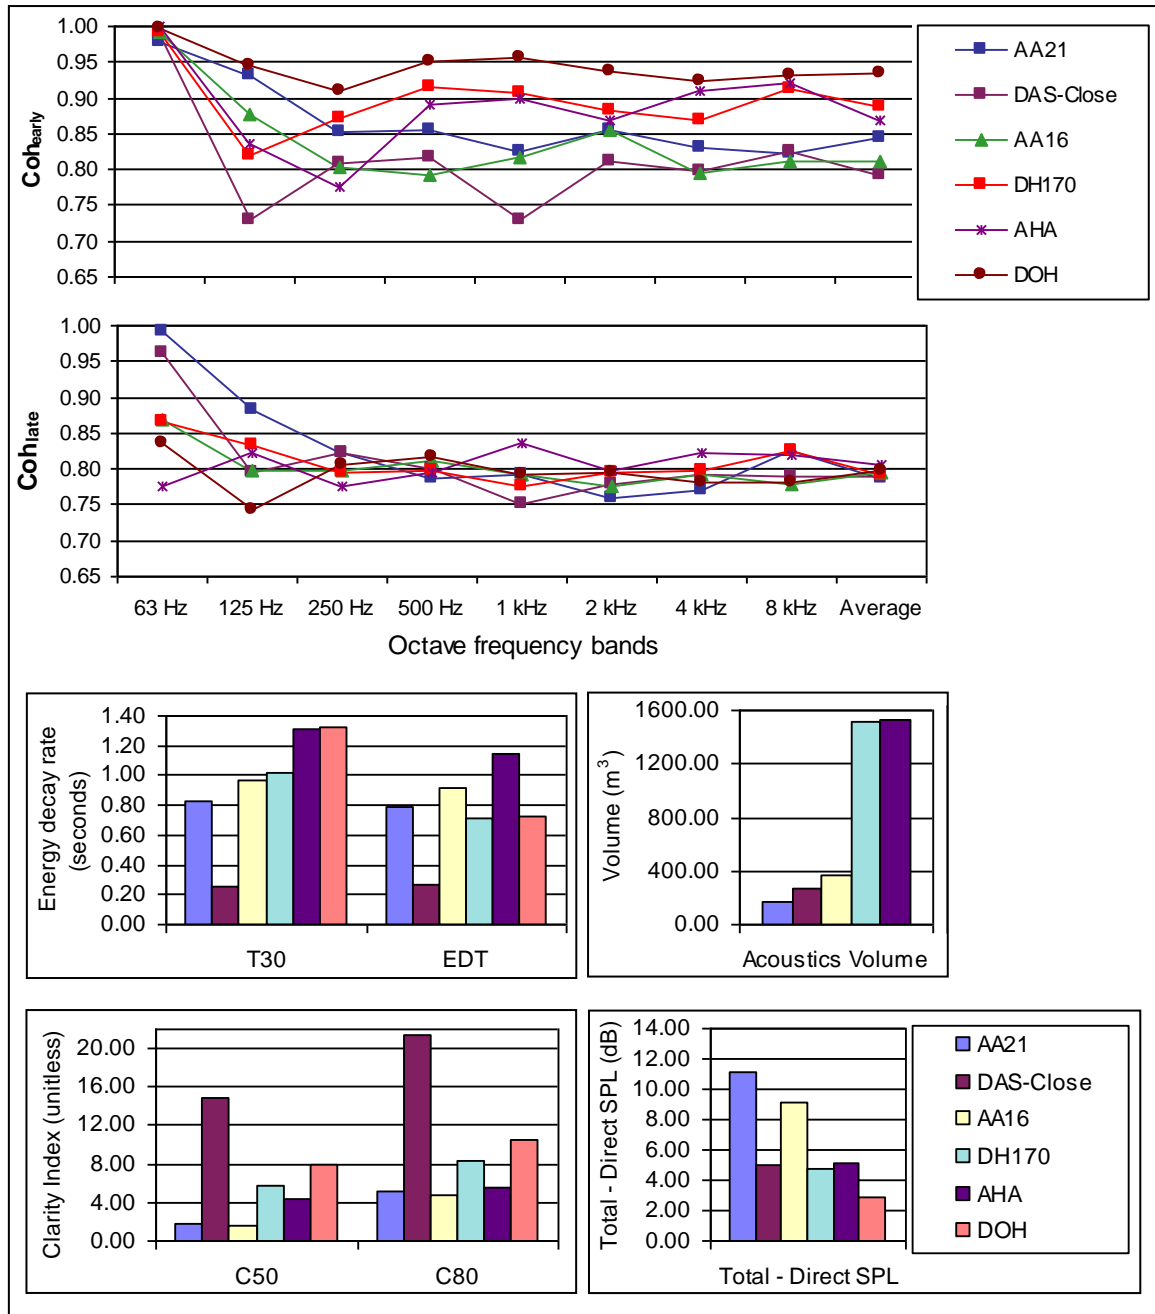 1.00
0.95
0.90
0.85
0.80
0.75
0.70
0.65
Coh early
AA21
DAS-Close
AA16
DH170
AHA
DOH
1.00
0.95
0.90
0.85
0.80
0.75
0.70
0.65
Coh late
63 Hz 125 Hz 250 Hz 500 Hz 1 kHz 2 kHz 4 kHz 8 kHz Average
Octave frequency bands
Energy decay rate
(seconds)
1.40
1.20
1.00
0.80
0.60
0.40
0.20
0.00
T30 EDT
Volume (m³)
1600.00
1200.00
800.00
400.00
0.00
Acoustics Volume
Clarity Index (unitless)
20.00
16.00
12.00
8.00
4.00
0.00
C50 C80
Total - Direct SPL (dB)
14.00
12.00
10.00
8.00
6.00
4.00
2.00
0.00
Total - Direct SPL
AA21
DAS-Close
AA16
DH170
AHA
DOH